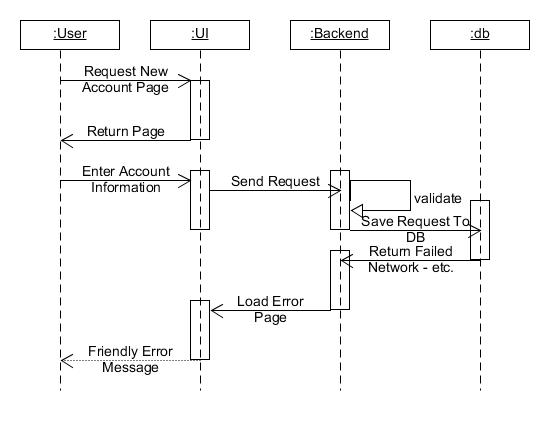 :User
:UI
:Backend
:db
Request New
Account Page
Return Page
Enter Account
Information
Send Request
validate
Save Request To
DB
Return Failed
Network - etc.
Load Error
Page
Friendly Error
Message